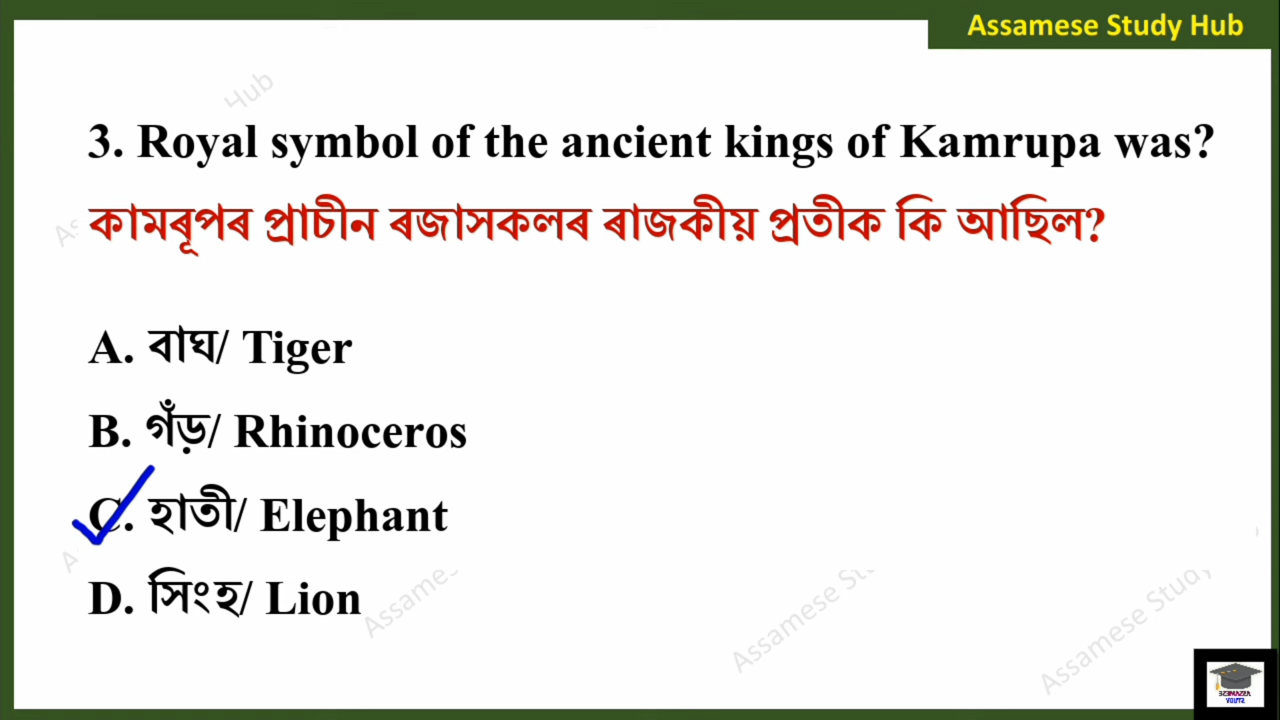 Assamese Study Hub
3. Royal symbol of the ancient kings of Kamrupa was?
কামৰূপৰ প্ৰাচীন ৰজাসকলৰ ৰাজকীয় প্ৰতীক কি আছিল?
A. বাঘ/ Tiger
B. গঁড়/ Rhinoceros
C. হাতী/ Elephant
D. সিংহ/ Lion